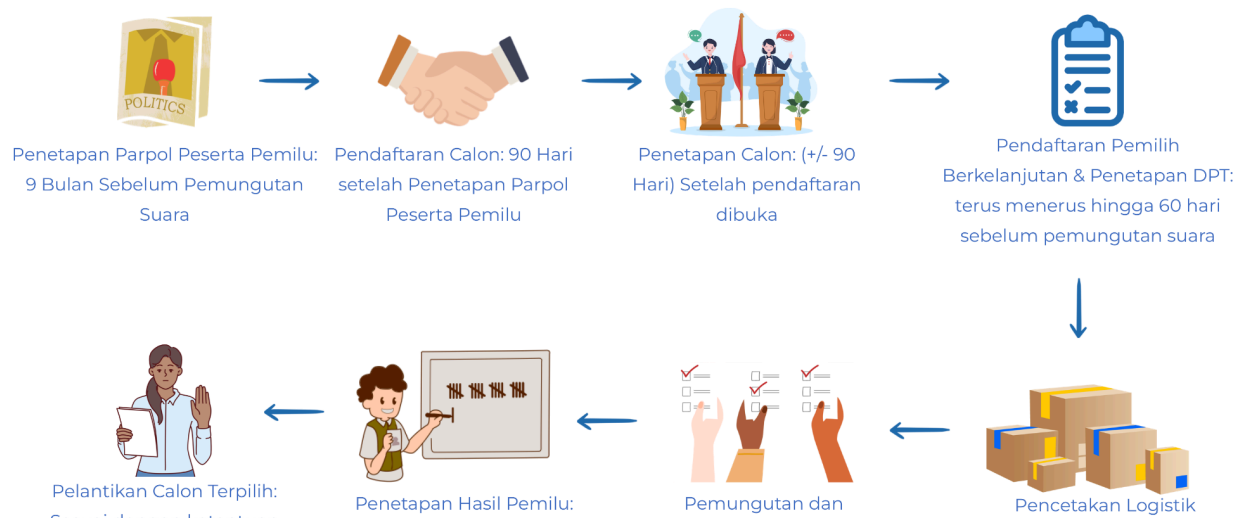 POLITICS
Penetapan Parpol Peserta Pemilu:
9 Bulan Sebelum Pemungutan
Suara
Pendaftaran Calon: 90 Hari
setelah Penetapan Parpol
Peserta Pemilu
Penetapan Calon: (+/- 90
Hari) Setelah pendaftaran
dibuka
Pendaftaran Pemilih
Berkelanjutan & Penetapan DPT:
terus menerus hingga 60 hari
sebelum pemungutan suara
Pelantikan Calon Terpilih:
Penetapan Hasil Pemilu:
Pemungutan dan
Pencetakan Logistik